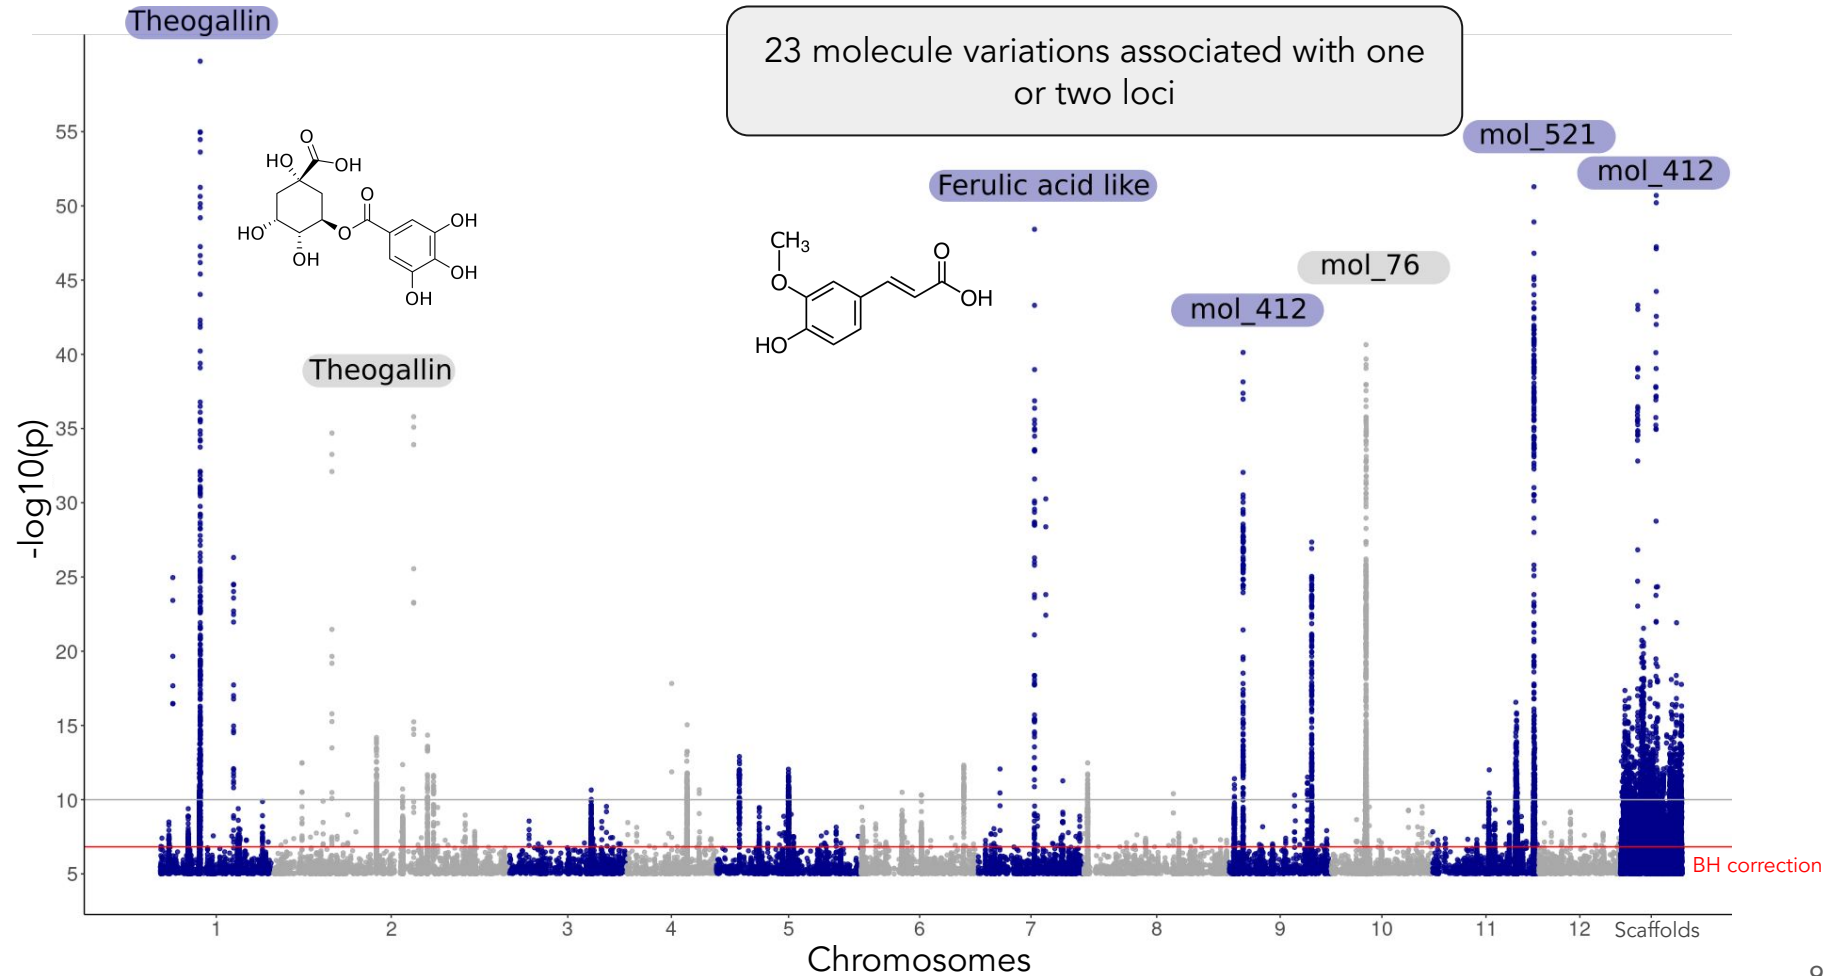 Theogallin
23 molecule variations associated with one
or two loci
mol_521
mol_412
Ferulic acid like
mol_76
mol_412
Theogallin
O
HO
OH
O
HO
O
OH
OH
OH
OH
CH3
O
O
OH
HO
-log10(p)
55
50
45
40
35
30
25
20
15
10
5
BH correction
1 2 3 4 5 6 7 8 9 10 11 12 Scaffolds
Chromosomes